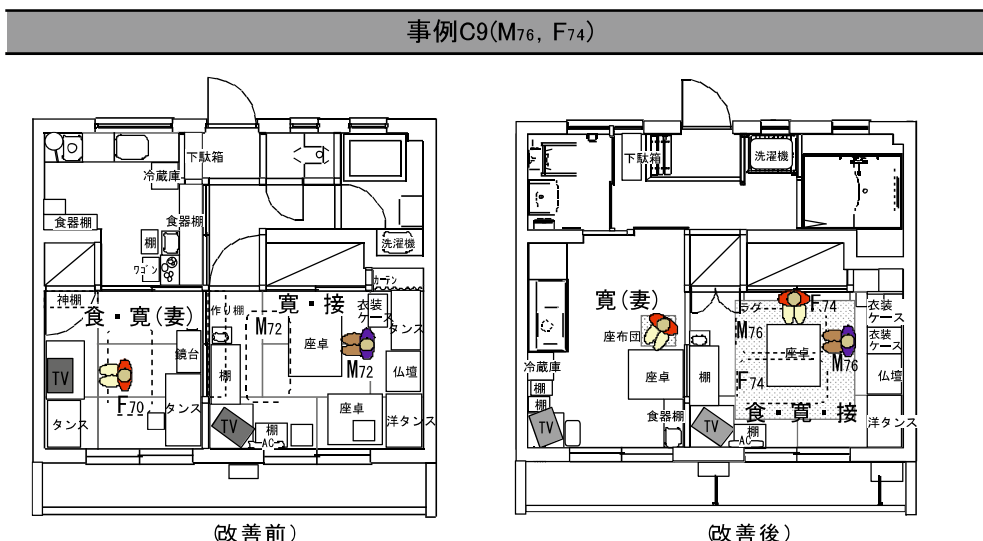 事例C9(M76, F74)
下駄箱
冷蔵庫
食器棚
食器棚
棚
ワゴン
洗濯機
カーテン
神棚
食・寛(妻)
作り棚
寛・接
衣装
ケース
タンス
M72
座卓
M72
鏡台
TV
棚
仏壇
F70
タンス
タンス
座卓
洋タンス
TV
棚
AC
(改善前)
下駄箱
洗濯機
寛(妻)
座布団
ラグ
F74
衣装
ケース
M76
座卓
衣装
ケース
M76
冷蔵庫
座卓
棚
F74
仏壇
棚
棚
食器棚
食・寛・接
TV
TV
棚
AC
洋タンス
(改善後)